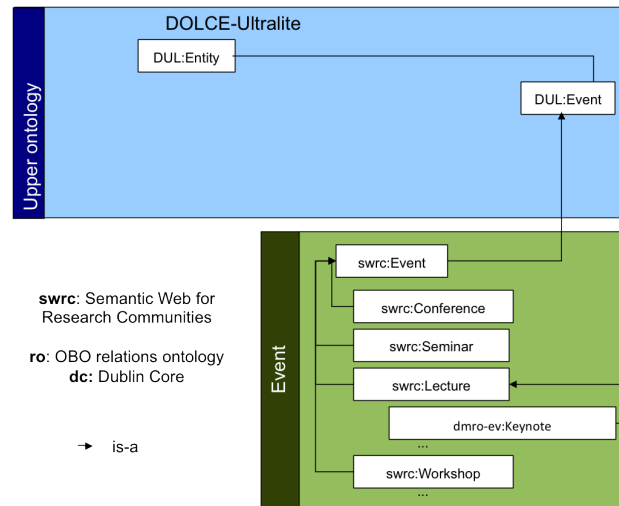 DOLCE-Ultralite
DUL:Entity
DUL:Event
Upper ontology
swrc:Event
swrc:Conference
swrc:Seminar
swrc:Lecture
dmro-ev:Keynote
...
swrc:Workshop
...
Event
swrc: Semantic Web for
Research Communities
ro: OBO relations ontology
dc: Dublin Core
is-a